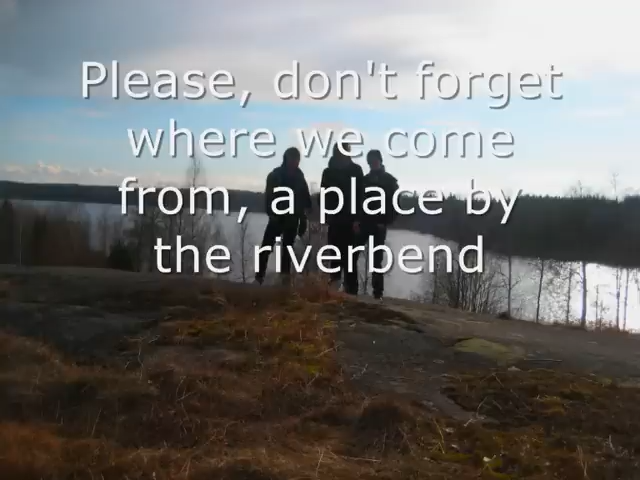 Please, don't forget
where we come
from, a place by
the riverbend